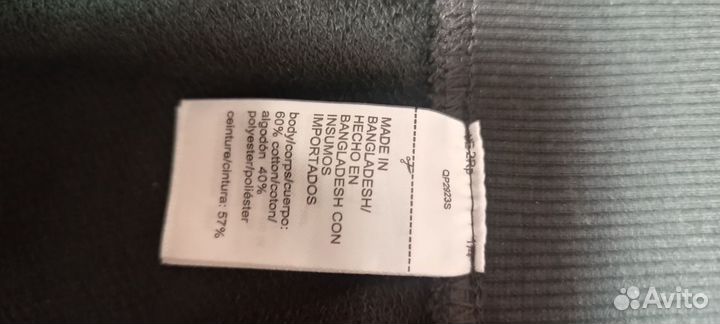 QP2923S
MADE IN
BANGLADESH/
HECHO EN
BANGLADESH CON
INSUMOS
IMPORTADOS
body/corps/cuerpo:
60% cotton/coton/
algodón 40%
polyester/poliéster
ceinture/cintura: 57%
Avito